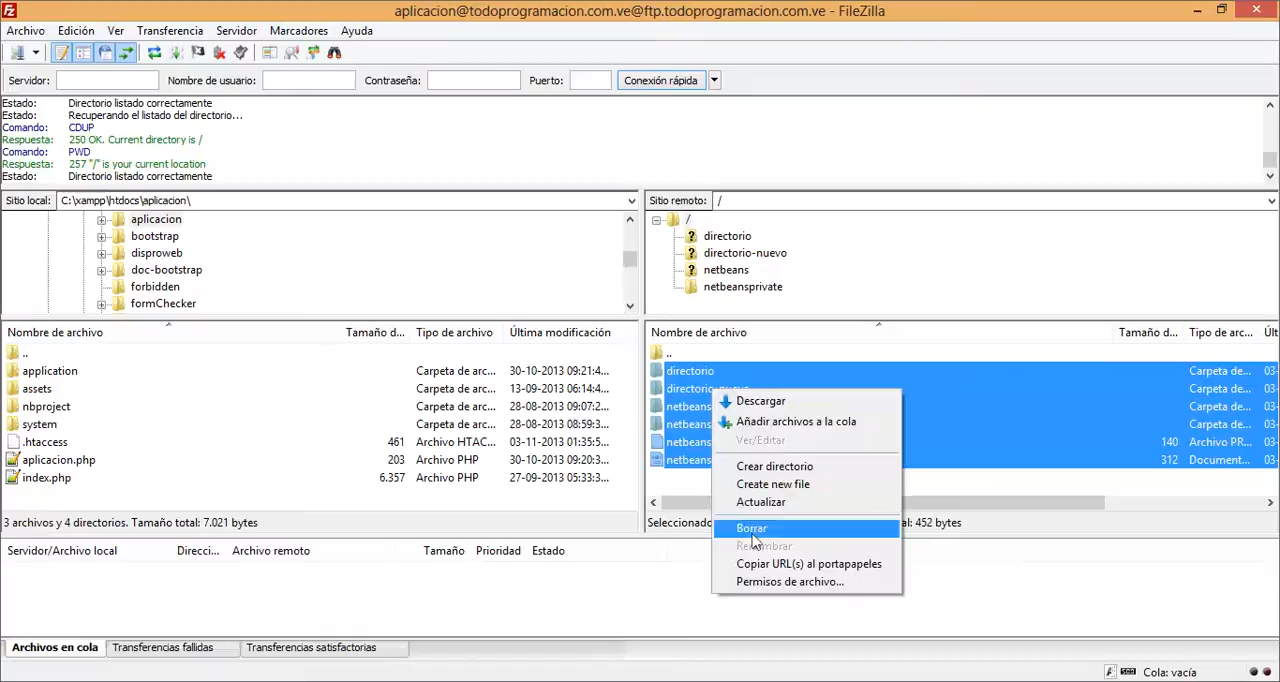 aplicacion@todoprogramacion.com.ve@ftp.todoprogramacion.com.ve - FileZilla
Archivo Edición Ver Transferencia Servidor Marcadores Ayuda
Servidor: Nombre de usuario: Contraseña: Puerto: Conexión rápida
Estado: Directorio listado correctamente
Estado: Recuperando el listado del directorio...
Comando: CDUP
Respuesta: 250 OK. Current directory is /
Comando: PWD
Respuesta: 257 "/" is your current location
Estado: Directorio listado correctamente
Sitio local: C:\xampp\htdocs\aplicacion\
aplicacion
bootstrap
disproweb
doc-bootstrap
forbidden
formChecker
Sitio remoto: /
/
directorio
directorio-nuevo
netbeans
netbeansprivate
Nombre de archivo Tamaño d... Tipo de archivo Última modificación
..
application Carpeta de arc... 30-10-2013 09:21:4...
assets Carpeta de arc... 13-09-2013 06:14:4...
nbproject Carpeta de arc... 28-08-2013 09:07:2...
system Carpeta de arc... 28-08-2013 08:59:3...
.htaccess 461 Archivo HTAC... 03-11-2013 01:35:5...
aplicacion.php 203 Archivo PHP 30-10-2013 09:20:3...
index.php 6.357 Archivo PHP 27-09-2013 05:33:3...
3 archivos y 4 directorios. Tamaño total: 7.021 bytes
Nombre de archivo Tamaño d... Tipo de arc... Últ
..
directorio Carpeta de... 03-
directorio-nuevo Carpeta de... 03-
netbeans Carpeta de... 03-
netbeans Carpeta de... 03-
netbeans 140 Archivo PR... 03-
netbeans 312 Document... 03-
Seleccionado al: 452 bytes
Descargar
Añadir archivos a la cola
Ver/Editar
Crear directorio
Create new file
Actualizar
Borrar
Renombrar
Copiar URL(s) al portapapeles
Permisos de archivo...
Servidor/Archivo local Direcci... Archivo remoto Tamaño Prioridad Estado
Archivos en cola Transferencias fallidas Transferencias satisfactorias
Cola: vacía